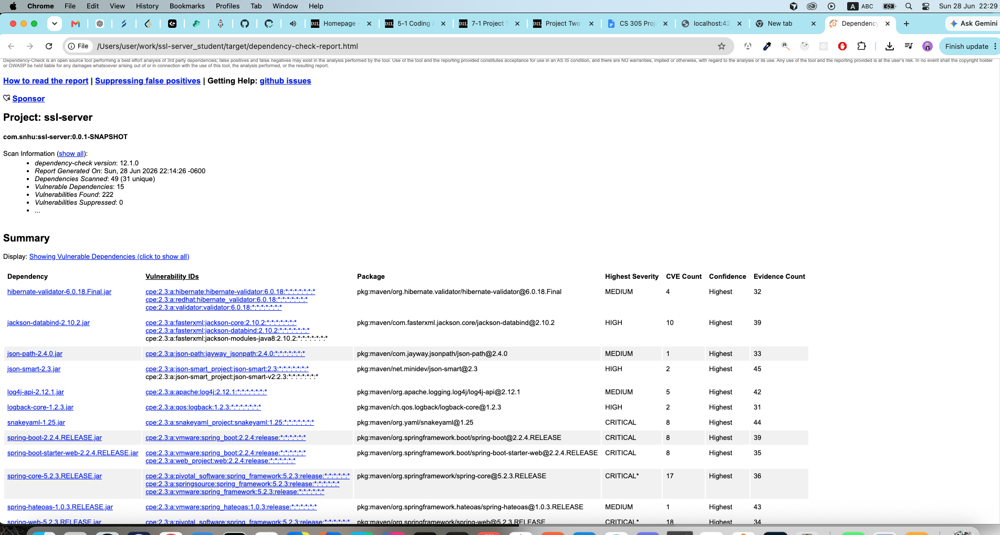 Chrome File Edit View History Bookmarks Profiles Tab Window Help A ABC Sun 28 Jun 22:29
D2L Homepage - D2L 5-1 Coding D2L 7-1 Project D2L Project Two CS 305 Proj localhost:42 New tab Dependency Ask Gemini
File /Users/user/work/ssl-server_student/target/dependency-check-report.html Finish update
Dependency-Check is an open source tool performing a best effort analysis of 3rd party dependencies; false positives and false negatives may exist in the analysis performed by the tool. Use of the tool and the reporting provided constitutes acceptance for use in an AS IS condition, and there are NO warranties, implied or otherwise, with regard to the analysis or its use. Any use of the tool and the reporting provided is at the user's risk. In no event shall the copyright holder
or OWASP be held liable for any damages whatsoever arising out of or in connection with the use of this tool, the analysis performed, or the resulting report.
How to read the report | Suppressing false positives | Getting Help: github issues
Sponsor
Project: ssl-server
com.snhu:ssl-server:0.0.1-SNAPSHOT
Scan Information (show all):
• dependency-check version: 12.1.0
• Report Generated On: Sun, 28 Jun 2026 22:14:26 -0600
• Dependencies Scanned: 49 (31 unique)
• Vulnerable Dependencies: 15
• Vulnerabilities Found: 222
• Vulnerabilities Suppressed: 0
• ...
Summary
Display: Showing Vulnerable Dependencies (click to show all)
Dependency Vulnerability IDs Package Highest Severity CVE Count Confidence Evidence Count
hibernate-validator-6.0.18.Final.jar cpe:2.3:a:hibernate:hibernate-validator:6.0.18:*:*:*:*:*:*:* pkg:maven/org.hibernate.validator/hibernate-validator@6.0.18.Final MEDIUM 4 Highest 32
cpe:2.3:a:redhat:hibernate_validator:6.0.18:*:*:*:*:*:*:*
cpe:2.3:a:validator:validator:6.0.18:*:*:*:*:*:*:*
jackson-databind-2.10.2.jar cpe:2.3:a:fasterxml:jackson-core:2.10.2:*:*:*:*:*:*:* pkg:maven/com.fasterxml.jackson.core/jackson-databind@2.10.2 HIGH 10 Highest 39
cpe:2.3:a:fasterxml:jackson-databind:2.10.2:*:*:*:*:*:*:*
cpe:2.3:a:fasterxml:jackson-modules-java8:2.10.2:*:*:*:*:*:*:*
json-path-2.4.0.jar cpe:2.3:a:json-path:jayway_jsonpath:2.4.0:*:*:*:*:*:*:* pkg:maven/com.jayway.jsonpath/json-path@2.4.0 MEDIUM 1 Highest 33
json-smart-2.3.jar cpe:2.3:a:json-smart_project:json-smart:2.3:*:*:*:*:*:*:* pkg:maven/net.minidev/json-smart@2.3 HIGH 2 Highest 45
cpe:2.3:a:json-smart_project:json-smart-v2:2.3:*:*:*:*:*:*:*
log4j-api-2.12.1.jar cpe:2.3:a:apache:log4j:2.12.1:*:*:*:*:*:*:* pkg:maven/org.apache.logging.log4j/log4j-api@2.12.1 MEDIUM 5 Highest 42
logback-core-1.2.3.jar cpe:2.3:a:qos:logback:1.2.3:*:*:*:*:*:*:* pkg:maven/ch.qos.logback/logback-core@1.2.3 HIGH 2 Highest 31
snakeyaml-1.25.jar cpe:2.3:a:snakeyaml_project:snakeyaml:1.25:*:*:*:*:*:*:* pkg:maven/org.yaml/snakeyaml@1.25 CRITICAL 8 Highest 44
spring-boot-2.2.4.RELEASE.jar cpe:2.3:a:vmware:spring_boot:2.2.4:release:*:*:*:*:*:* pkg:maven/org.springframework.boot/spring-boot@2.2.4.RELEASE CRITICAL 8 Highest 39
spring-boot-starter-web-2.2.4.RELEASE.jar cpe:2.3:a:vmware:spring_boot:2.2.4:release:*:*:*:*:*:* pkg:maven/org.springframework.boot/spring-boot-starter-web@2.2.4.RELEASE CRITICAL 8 Highest 35
cpe:2.3:a:web_project:web:2.2.4:release:*:*:*:*:*:*
spring-core-5.2.3.RELEASE.jar cpe:2.3:a:pivotal_software:spring_framework:5.2.3:release:*:*:*:*:*:* pkg:maven/org.springframework/spring-core@5.2.3.RELEASE CRITICAL* 17 Highest 36
cpe:2.3:a:springsource:spring_framework:5.2.3:release:*:*:*:*:*:*
cpe:2.3:a:vmware:spring_framework:5.2.3:release:*:*:*:*:*:*
spring-hateoas-1.0.3.RELEASE.jar cpe:2.3:a:vmware:spring_hateoas:1.0.3:release:*:*:*:*:*:* pkg:maven/org.springframework.hateoas/spring-hateoas@1.0.3.RELEASE MEDIUM 1 Highest 43
spring-web-5.2.3.RELEASE.jar cpe:2.3:a:pivotal_software:spring_framework:5.2.3:release:*:*:*:*:*:* pkg:maven/org.springframework/spring-web@5.2.3.RELEASE CRITICAL* 18 Highest 34